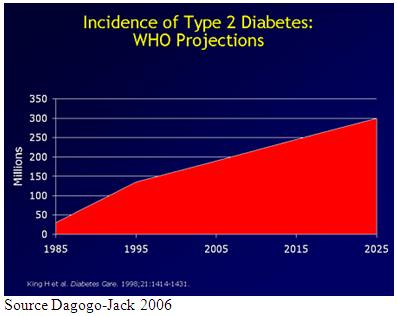 Incidence of Type 2 Diabetes:
WHO Projections
350
300
250
200
150
100
50
0
Millions
1985 1995 2005 2015 2025
King H et al. Diabetes Care. 1998;21:1414-1431.
Source Dagogo-Jack 2006